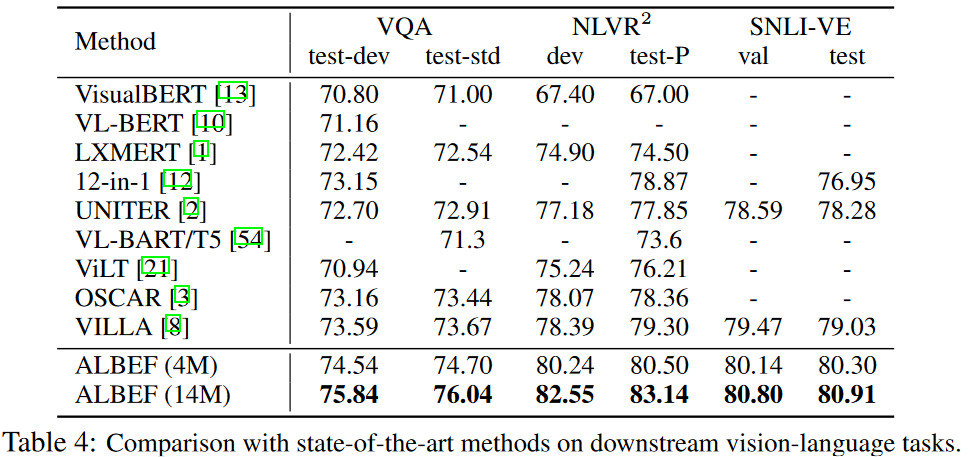 Method VQA NLVR² SNLI-VE
test-dev test-std dev test-P val test
VisualBERT [13] 70.80 71.00 67.40 67.00 - -
VL-BERT [10] 71.16 - - - - -
LXMERT [1] 72.42 72.54 74.90 74.50 - -
12-in-1 [12] 73.15 - - 78.87 - 76.95
UNITER [2] 72.70 72.91 77.18 77.85 78.59 78.28
VL-BART/T5 [54] - 71.3 - 73.6 - -
ViLT [21] 70.94 - 75.24 76.21 - -
OSCAR [3] 73.16 73.44 78.07 78.36 - -
VILLA [8] 73.59 73.67 78.39 79.30 79.47 79.03
ALBEF (4M) 74.54 74.70 80.24 80.50 80.14 80.30
ALBEF (14M) 75.84 76.04 82.55 83.14 80.80 80.91
Table 4: Comparison with state-of-the-art methods on downstream vision-language tasks.